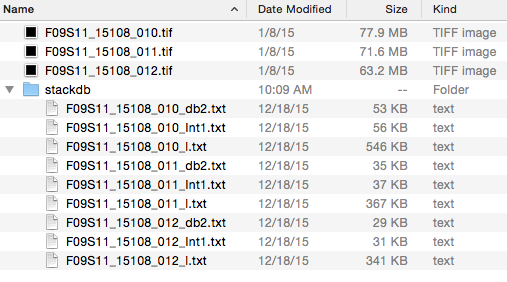 Name Date Modified Size Kind
F09S11_15108_010.tif 1/8/15 77.9 MB TIFF image
F09S11_15108_011.tif 1/8/15 71.6 MB TIFF image
F09S11_15108_012.tif 1/8/15 63.2 MB TIFF image
stackdb 10:09 AM -- Folder
F09S11_15108_010_db2.txt 12/18/15 53 KB text
F09S11_15108_010_lnt1.txt 12/18/15 56 KB text
F09S11_15108_010_l.txt 12/18/15 546 KB text
F09S11_15108_011_db2.txt 12/18/15 35 KB text
F09S11_15108_011_lnt1.txt 12/18/15 37 KB text
F09S11_15108_011_l.txt 12/18/15 367 KB text
F09S11_15108_012_db2.txt 12/18/15 29 KB text
F09S11_15108_012_lnt1.txt 12/18/15 31 KB text
F09S11_15108_012_l.txt 12/18/15 341 KB text